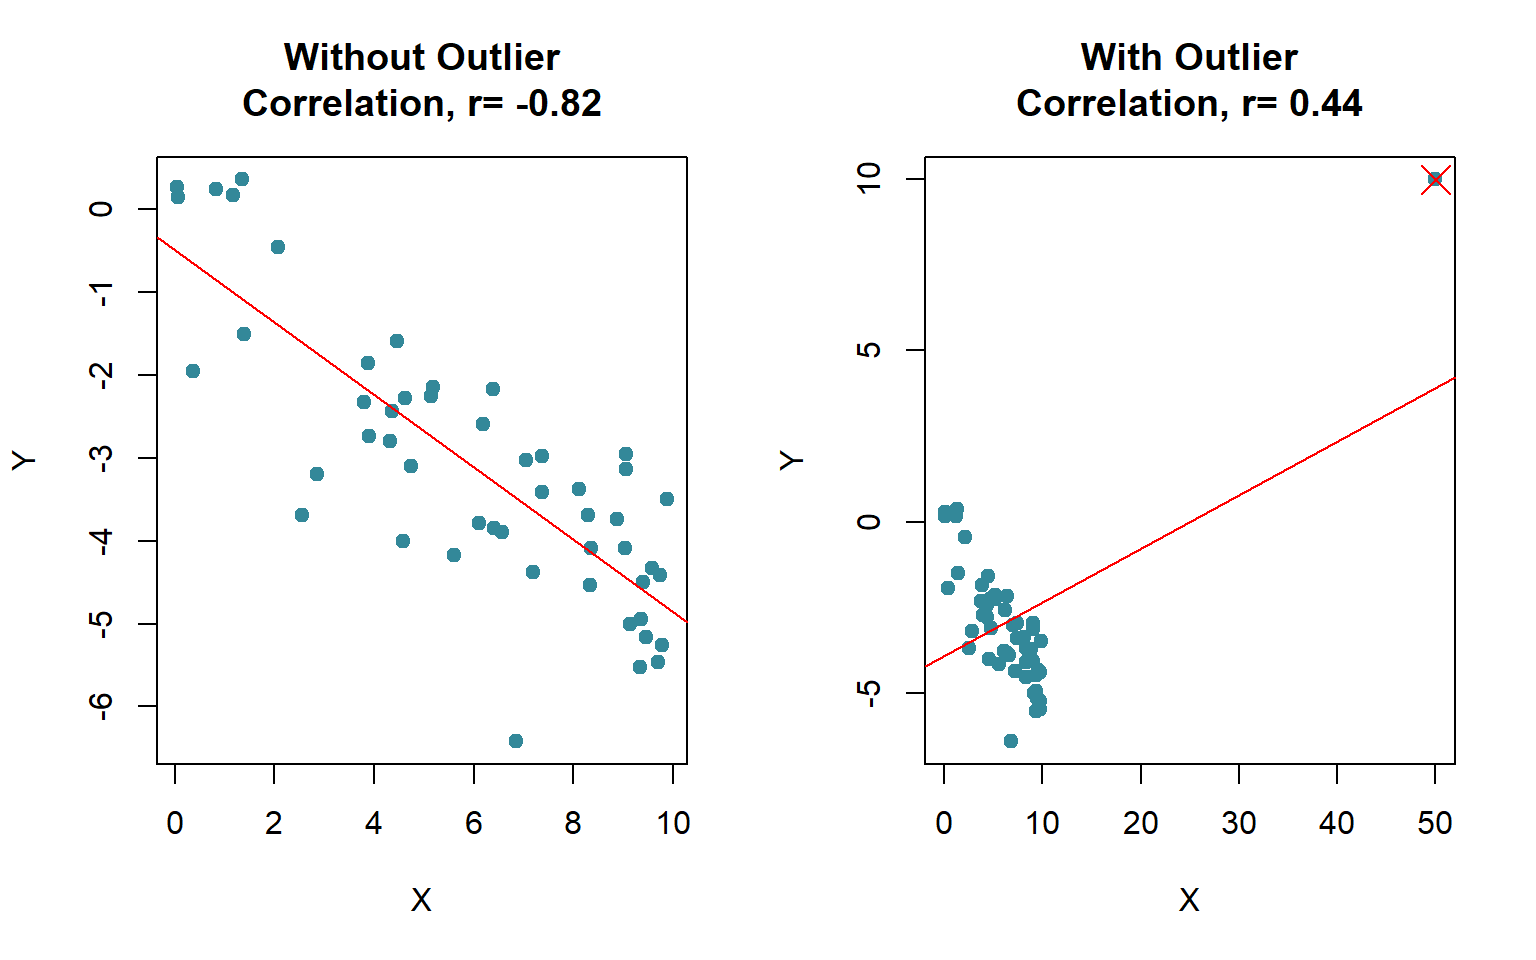 Without Outlier
Correlation, r= -0.82
0
-1
-2
-3
-4
-5
-6
Y
0 2 4 6 8 10
X
With Outlier
Correlation, r= 0.44
10
5
0
-5
Y
0 10 20 30 40 50
X